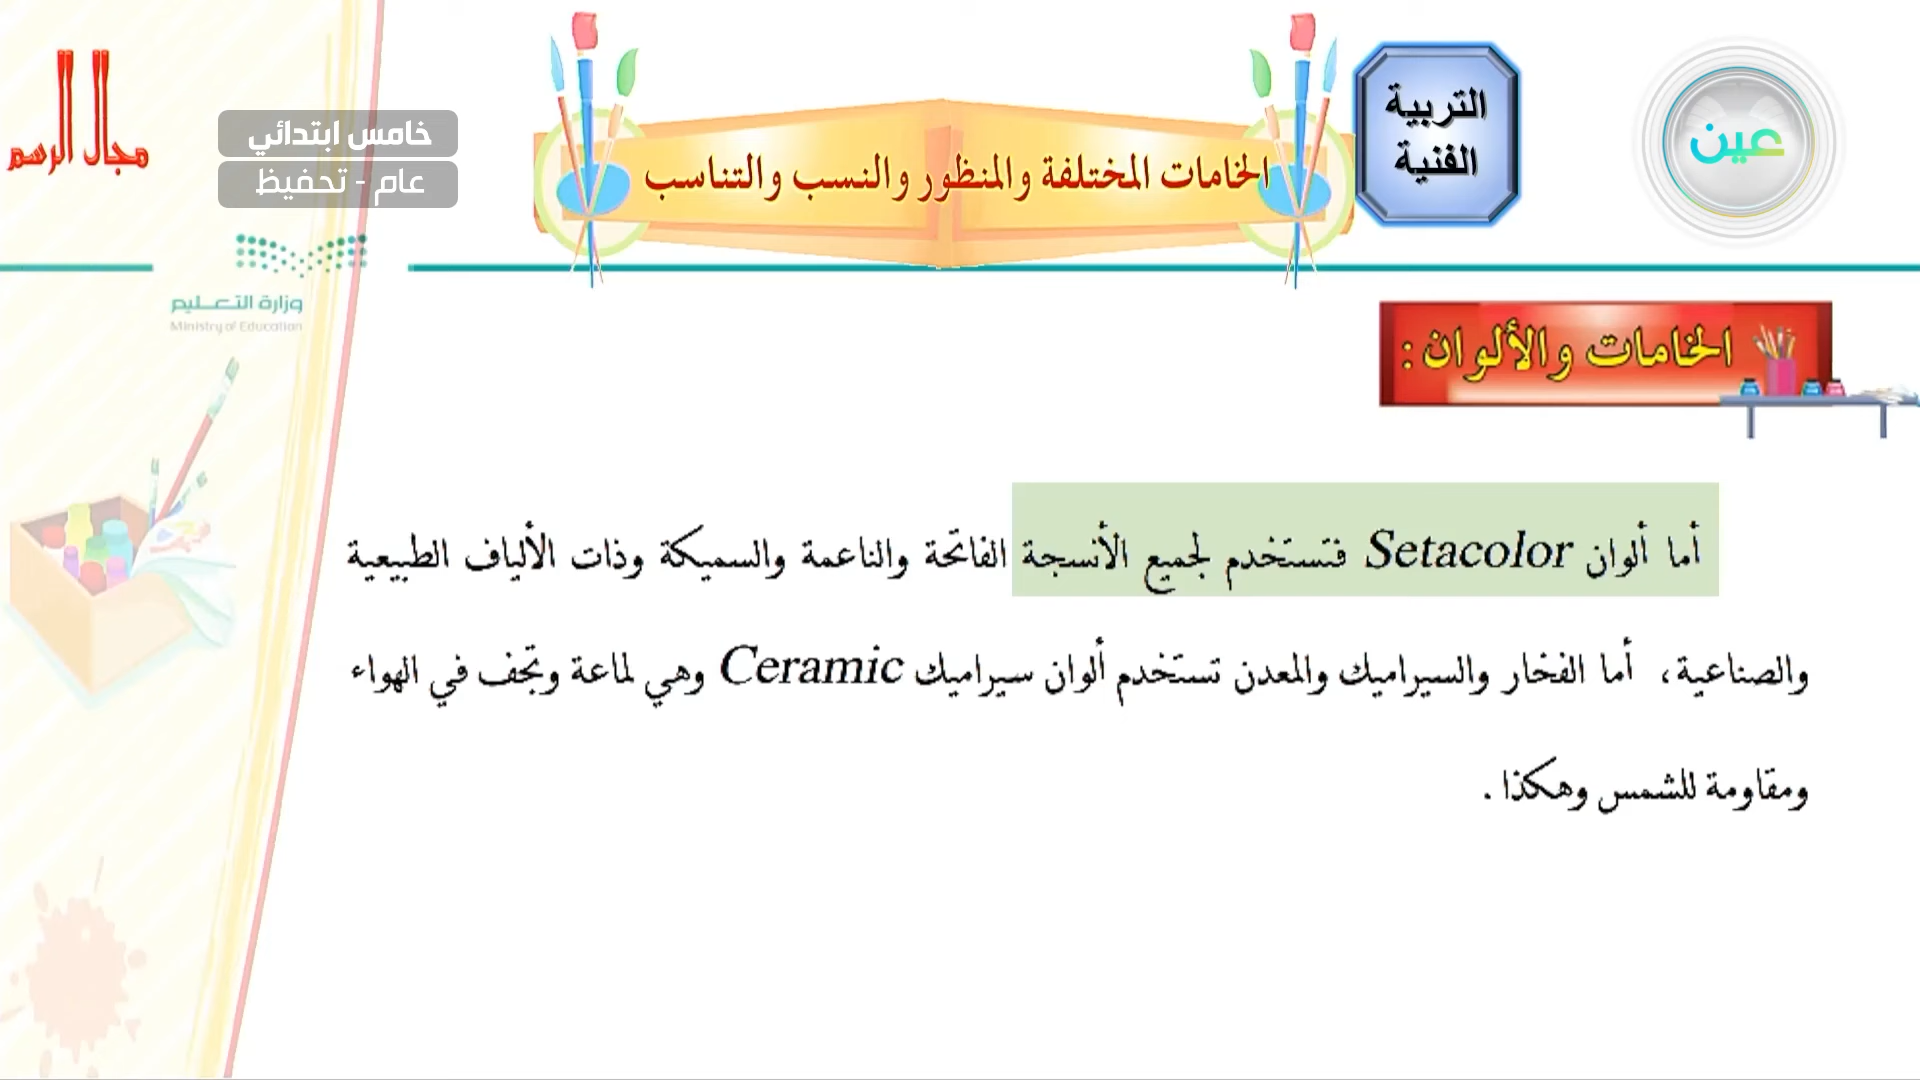 عين
التربية
الفنية
الخامات المختلفة والمنظور والنسب والتناسب
خامس ابتدائي
عام - تحفيظ
مجال الرسم
وزارة التعليم
Ministry of Education
الخامات والألوان :
أما ألوان Setacolor فتستخدم لجميع الأنسجة الفاتحة والناعمة والسميكة وذات الألياف الطبيعية
والصناعية، أما الفخار والسيراميك والمعدن تستخدم ألوان سيراميك Ceramic وهي لماعة وتجف في الهواء
ومقاومة للشمس وهكذا .